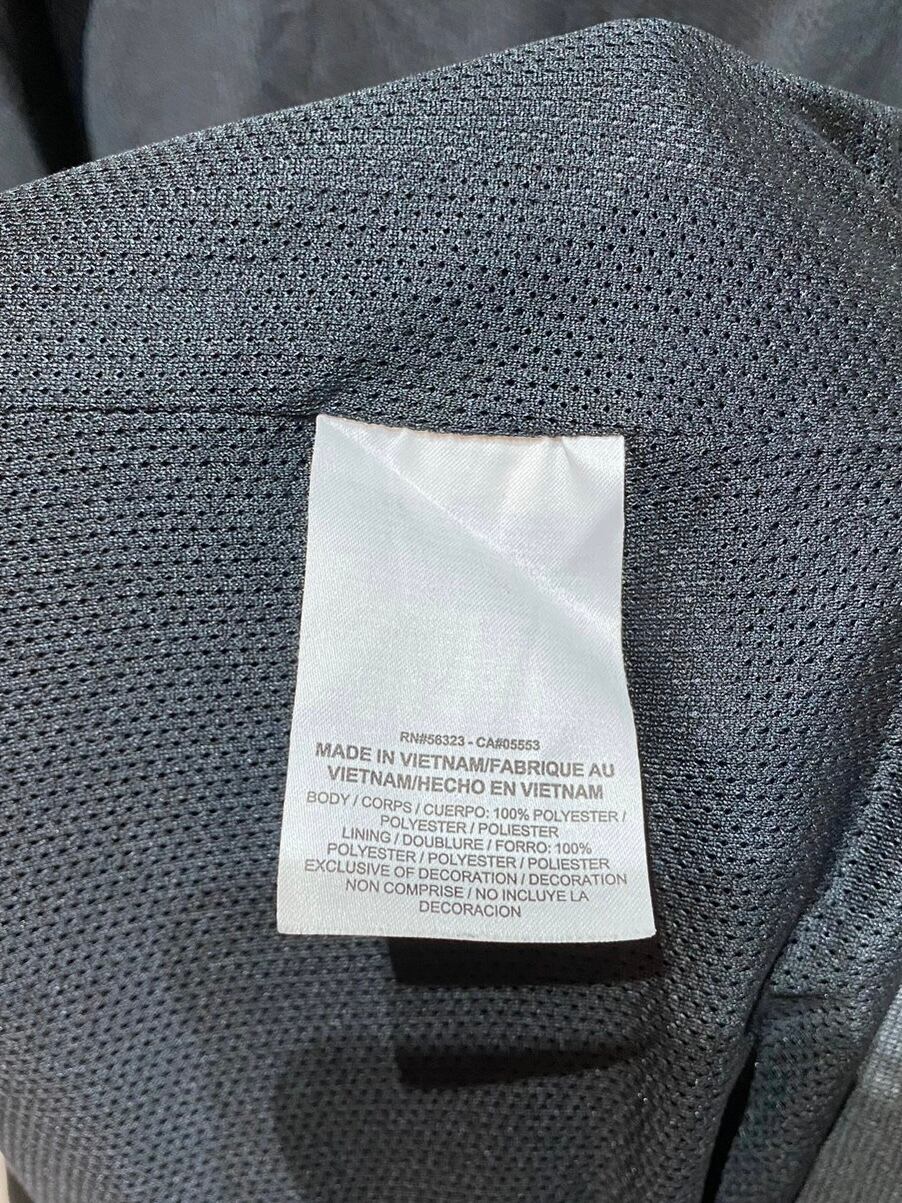 RN#56323 - CA#05553
MADE IN VIETNAM/FABRIQUE AU
VIETNAM/HECHO EN VIETNAM
BODY / CORPS / CUERPO: 100% POLYESTER /
POLYESTER / POLIESTER
LINING / DOUBLURE / FORRO: 100%
POLYESTER / POLYESTER / POLIESTER
EXCLUSIVE OF DECORATION / DECORATION
NON COMPRISE / NO INCLUYE LA
DECORACION